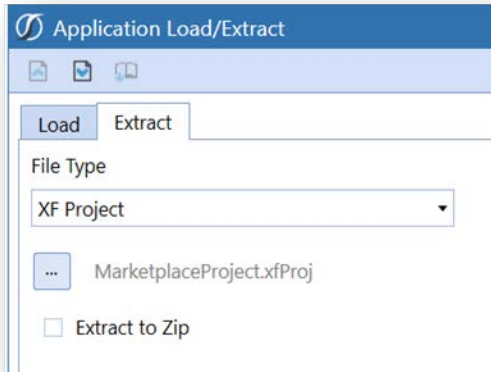 Application Load/Extract
Load Extract
File Type
XF Project
... MarketplaceProject.xfProj
Extract to Zip